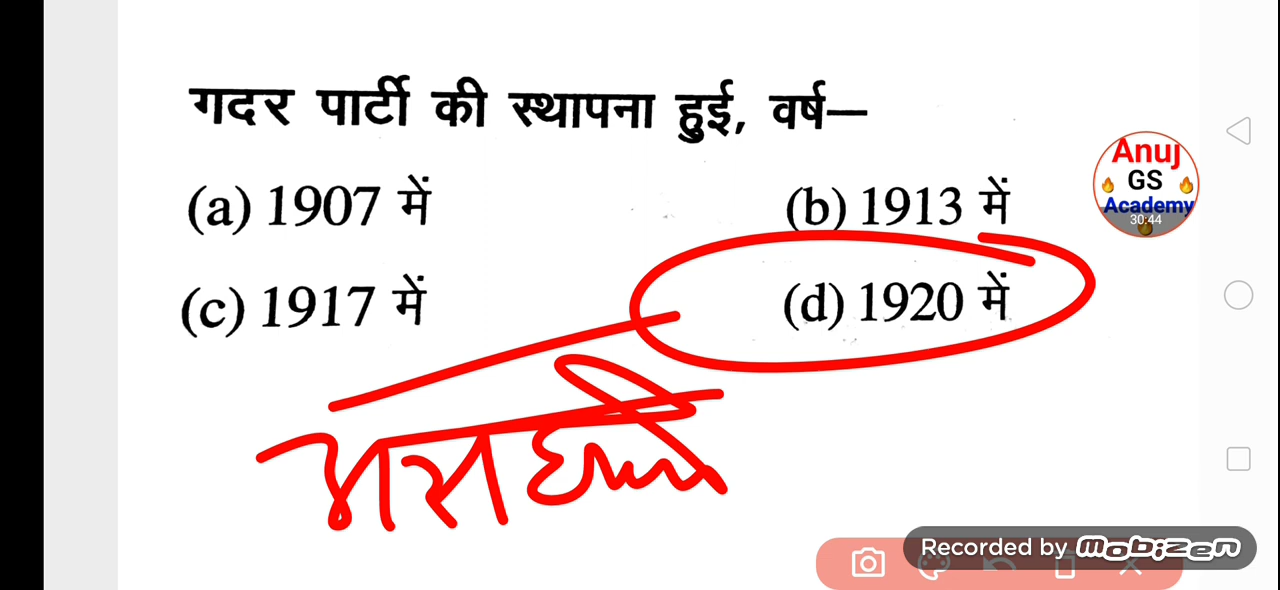 गदर पार्टी की स्थापना हुई, वर्ष—
(a) 1907 में
(b) 1913 में
(c) 1917 में
(d) 1920 में
Anuj
GS
Academy
30:44
Recorded by Mobizen